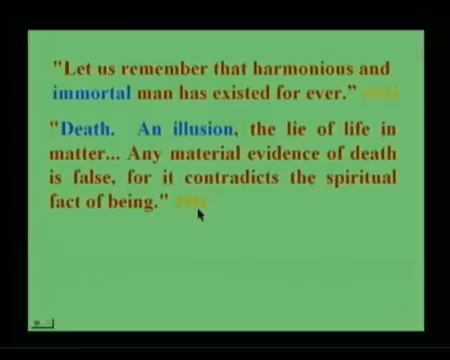 "Let us remember that harmonious and
immortal man has existed for ever."
"Death. An illusion, the lie of life in
matter... Any material evidence of death
is false, for it contradicts the spiritual
fact of being."